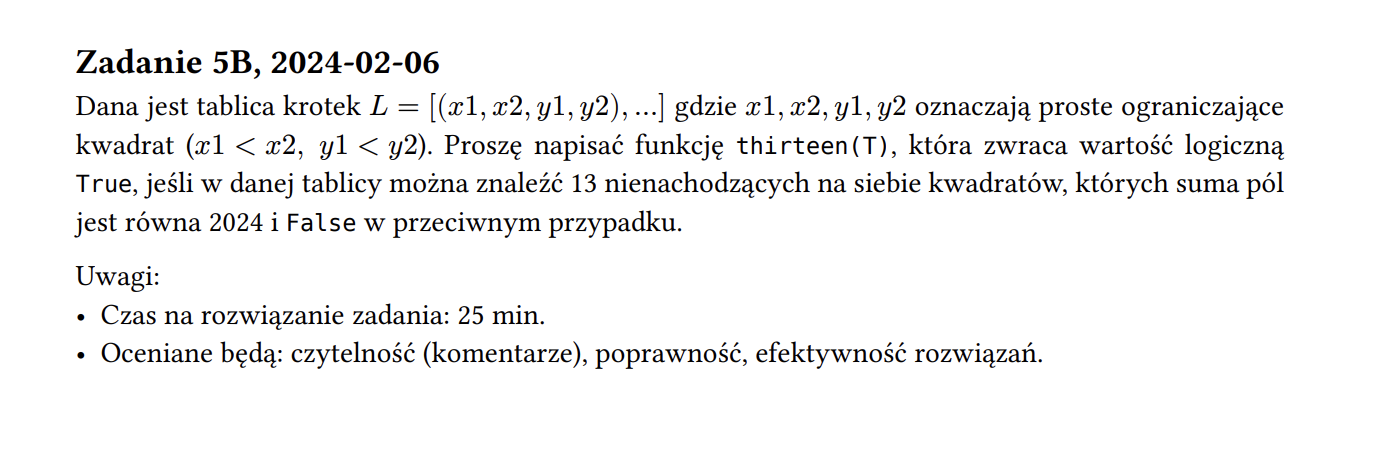 Zadanie 5B, 2024-02-06
Dana jest tablica krotek L = [(x1, x2, y1, y2), ...] gdzie x1, x2, y1, y2 oznaczają proste ograniczające
kwadrat (x1 < x2, y1 < y2). Proszę napisać funkcję thirteen(T), która zwraca wartość logiczną
True, jeśli w danej tablicy można znaleźć 13 nienachodzących na siebie kwadratów, których suma pól
jest równa 2024 i False w przeciwnym przypadku.
Uwagi:
• Czas na rozwiązanie zadania: 25 min.
• Oceniane będą: czytelność (komentarze), poprawność, efektywność rozwiązań.